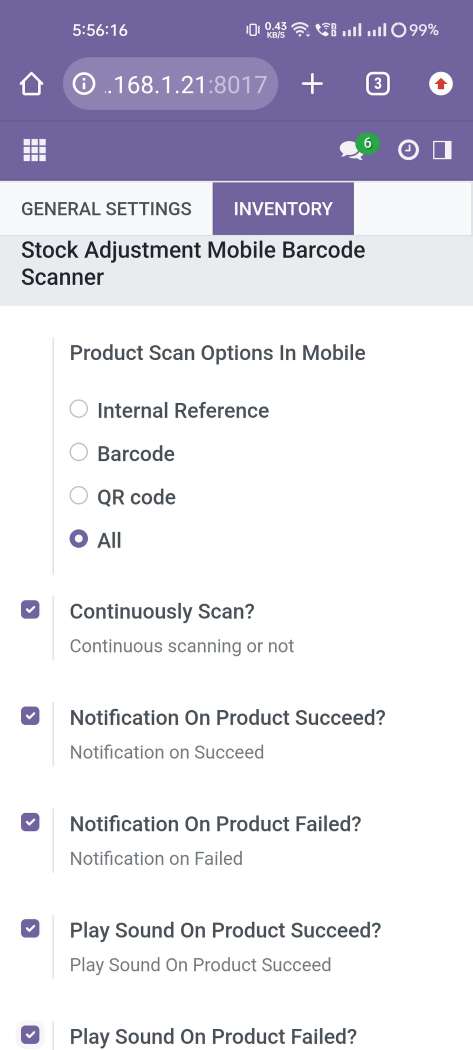 5:56:16
0.43
KB/S
99%
.168.1.21:8017
3
6
GENERAL SETTINGS
INVENTORY
Stock Adjustment Mobile Barcode
Scanner
Product Scan Options In Mobile
Internal Reference
Barcode
QR code
All
Continuously Scan?
Continuous scanning or not
Notification On Product Succeed?
Notification on Succeed
Notification On Product Failed?
Notification on Failed
Play Sound On Product Succeed?
Play Sound On Product Succeed
Play Sound On Product Failed?